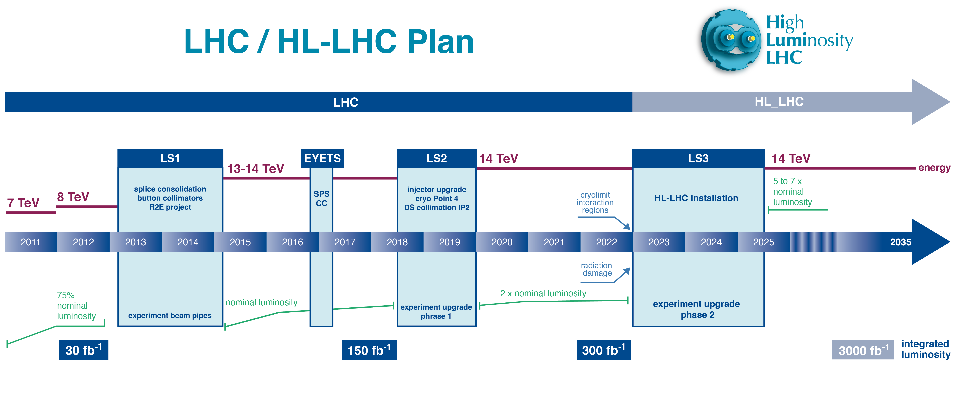 LHC / HL-LHC Plan
High
Luminosity
LHC
LHC
HL_LHC
LS1
EYETS
LS2
LS3
13-14 TeV
14 TeV
14 TeV
energy
7 TeV
8 TeV
splice consolidation
button collimators
R2E project
SPS
CC
injector upgrade
cryo Point 4
DS collimation IP2
cryolimit
interaction
regions
HL-LHC Installation
5 to 7 x
nominal
luminosity
2011 2012 2013 2014 2015 2016 2017 2018 2019 2020 2021 2022 2023 2024 2025 2035
radiation
damage
75%
nominal
luminosity
experiment beam pipes
nominal luminosity
experiment upgrade
phrase 1
2 x nominal luminosity
experiment upgrade
phase 2
30 fb⁻¹
150 fb⁻¹
300 fb⁻¹
3000 fb⁻¹
integrated
luminosity